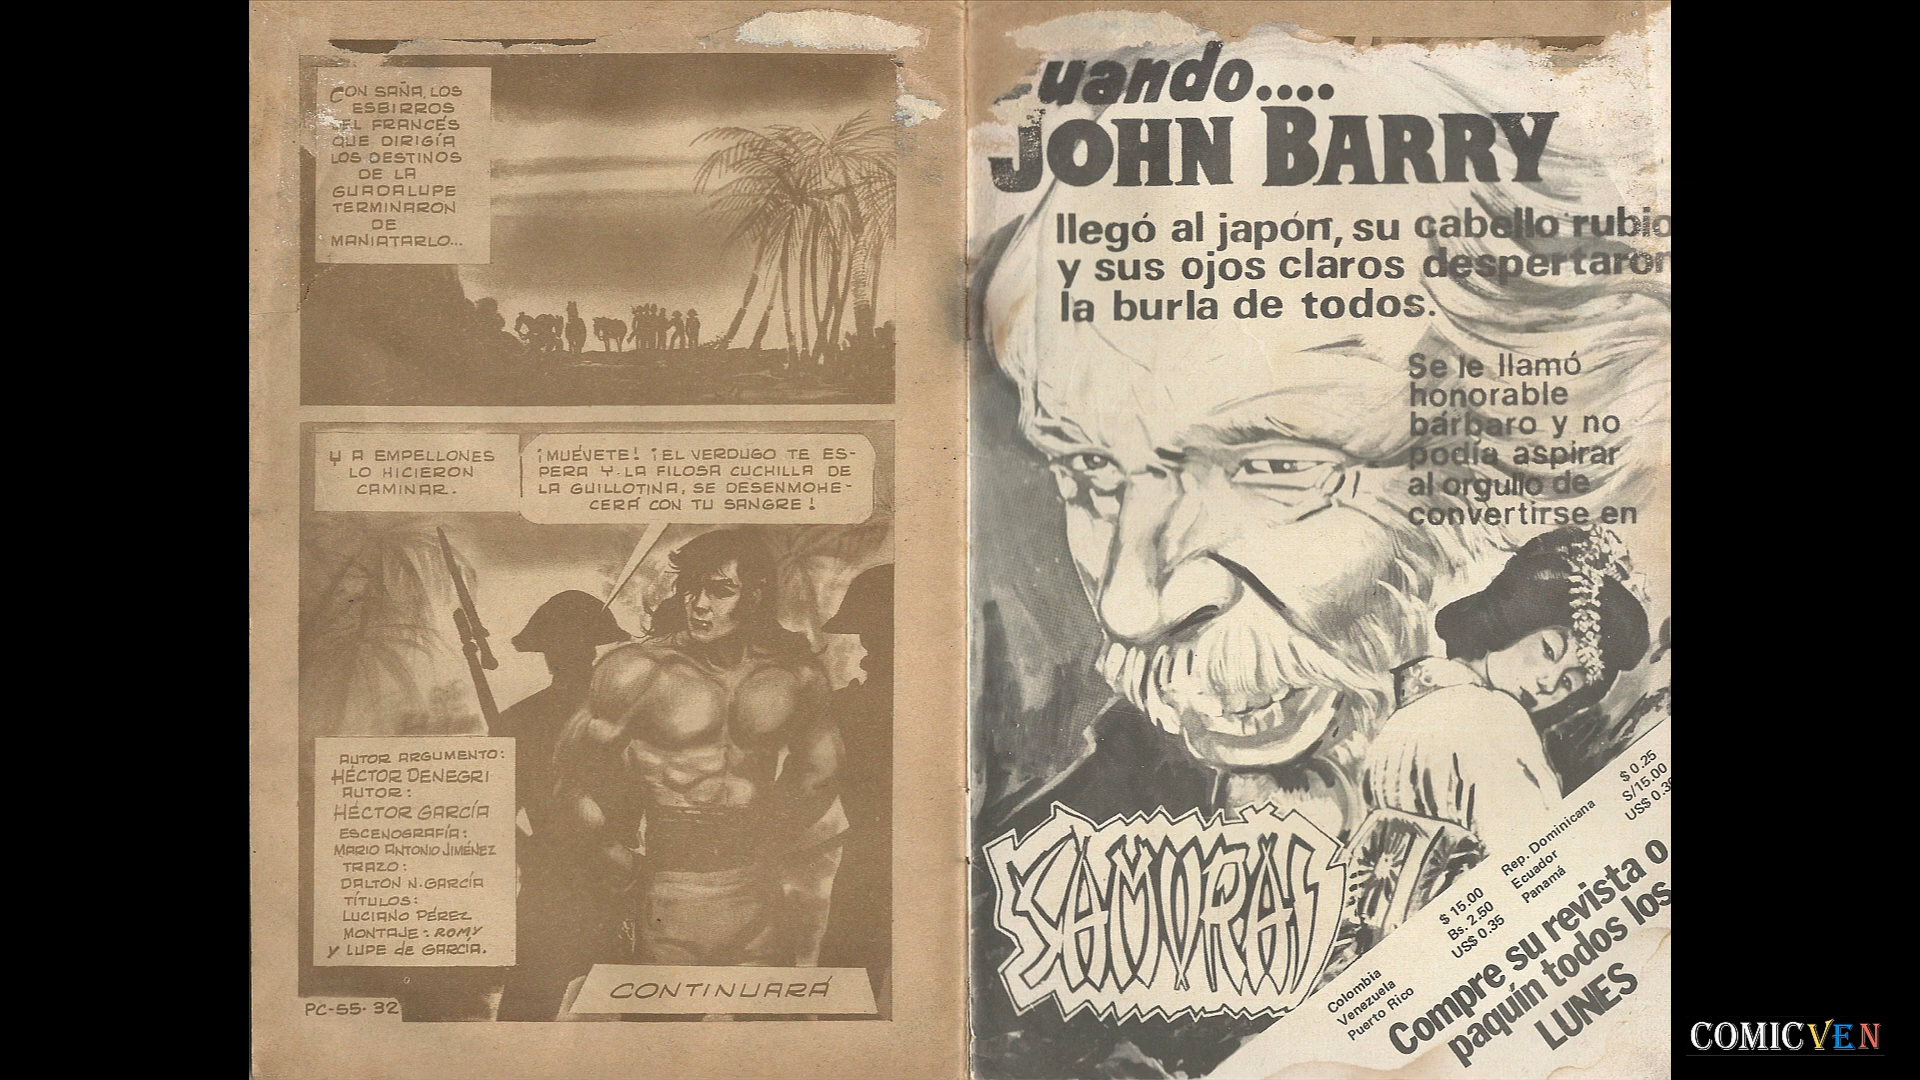 CON SAÑA, LOS
ESBIRROS
EL FRANCÉS
QUE DIRIGÍA
LOS DESTINOS
DE LA
GUADALUPE
TERMINARON
DE
MANIATARLO...
Y A EMPELLONES
LO HICIERON
CAMINAR.
¡MUÉVETE! ¡EL VERDUGO TE ES-
PERA Y LA FILOSA CUCHILLA DE
LA GUILLOTINA, SE DESENMOHE-
CERÁ CON TU SANGRE!
AUTOR ARGUMENTO:
HÉCTOR DENEGRI
AUTOR:
HÉCTOR GARCÍA
ESCENOGRAFÍA:
MARIO ANTONIO JIMÉNEZ
TRAZO:
DALTON N. GARCÍA
TÍTULOS:
LUCIANO PÉREZ
MONTAJE: ROMY
Y LUPE de GARCÍA.
CONTINUARÁ
PC-55-32
uando....
JOHN BARRY
llegó al japón, su cabello rubio
y sus ojos claros despertaron
la burla de todos.
Se le llamó
honorable
bárbaro y no
podía aspirar
al orgullo de
convertirse en
SAMURAI
Colombia $ 15.00
Venezuela Bs. 2.50
Puerto Rico US$ 0.35
Rep. Dominicana $ 0.25
Ecuador S/15.00
Panamá
Compre su revista o
paquín todos los
LUNES
COMICVEN